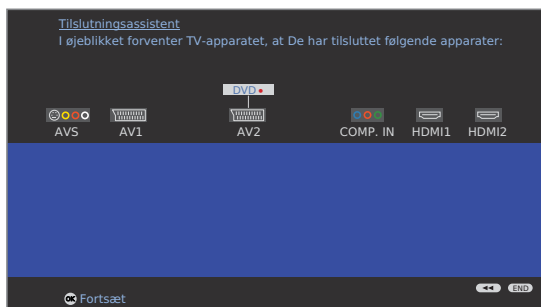 Tilslutningsassistent
I øjeblikket forventer TV-apparatet, at De har tilsluttet følgende apparater:
DVD
AVS AV1 AV2 COMP. IN HDMI1 HDMI2
OK Fortsæt END